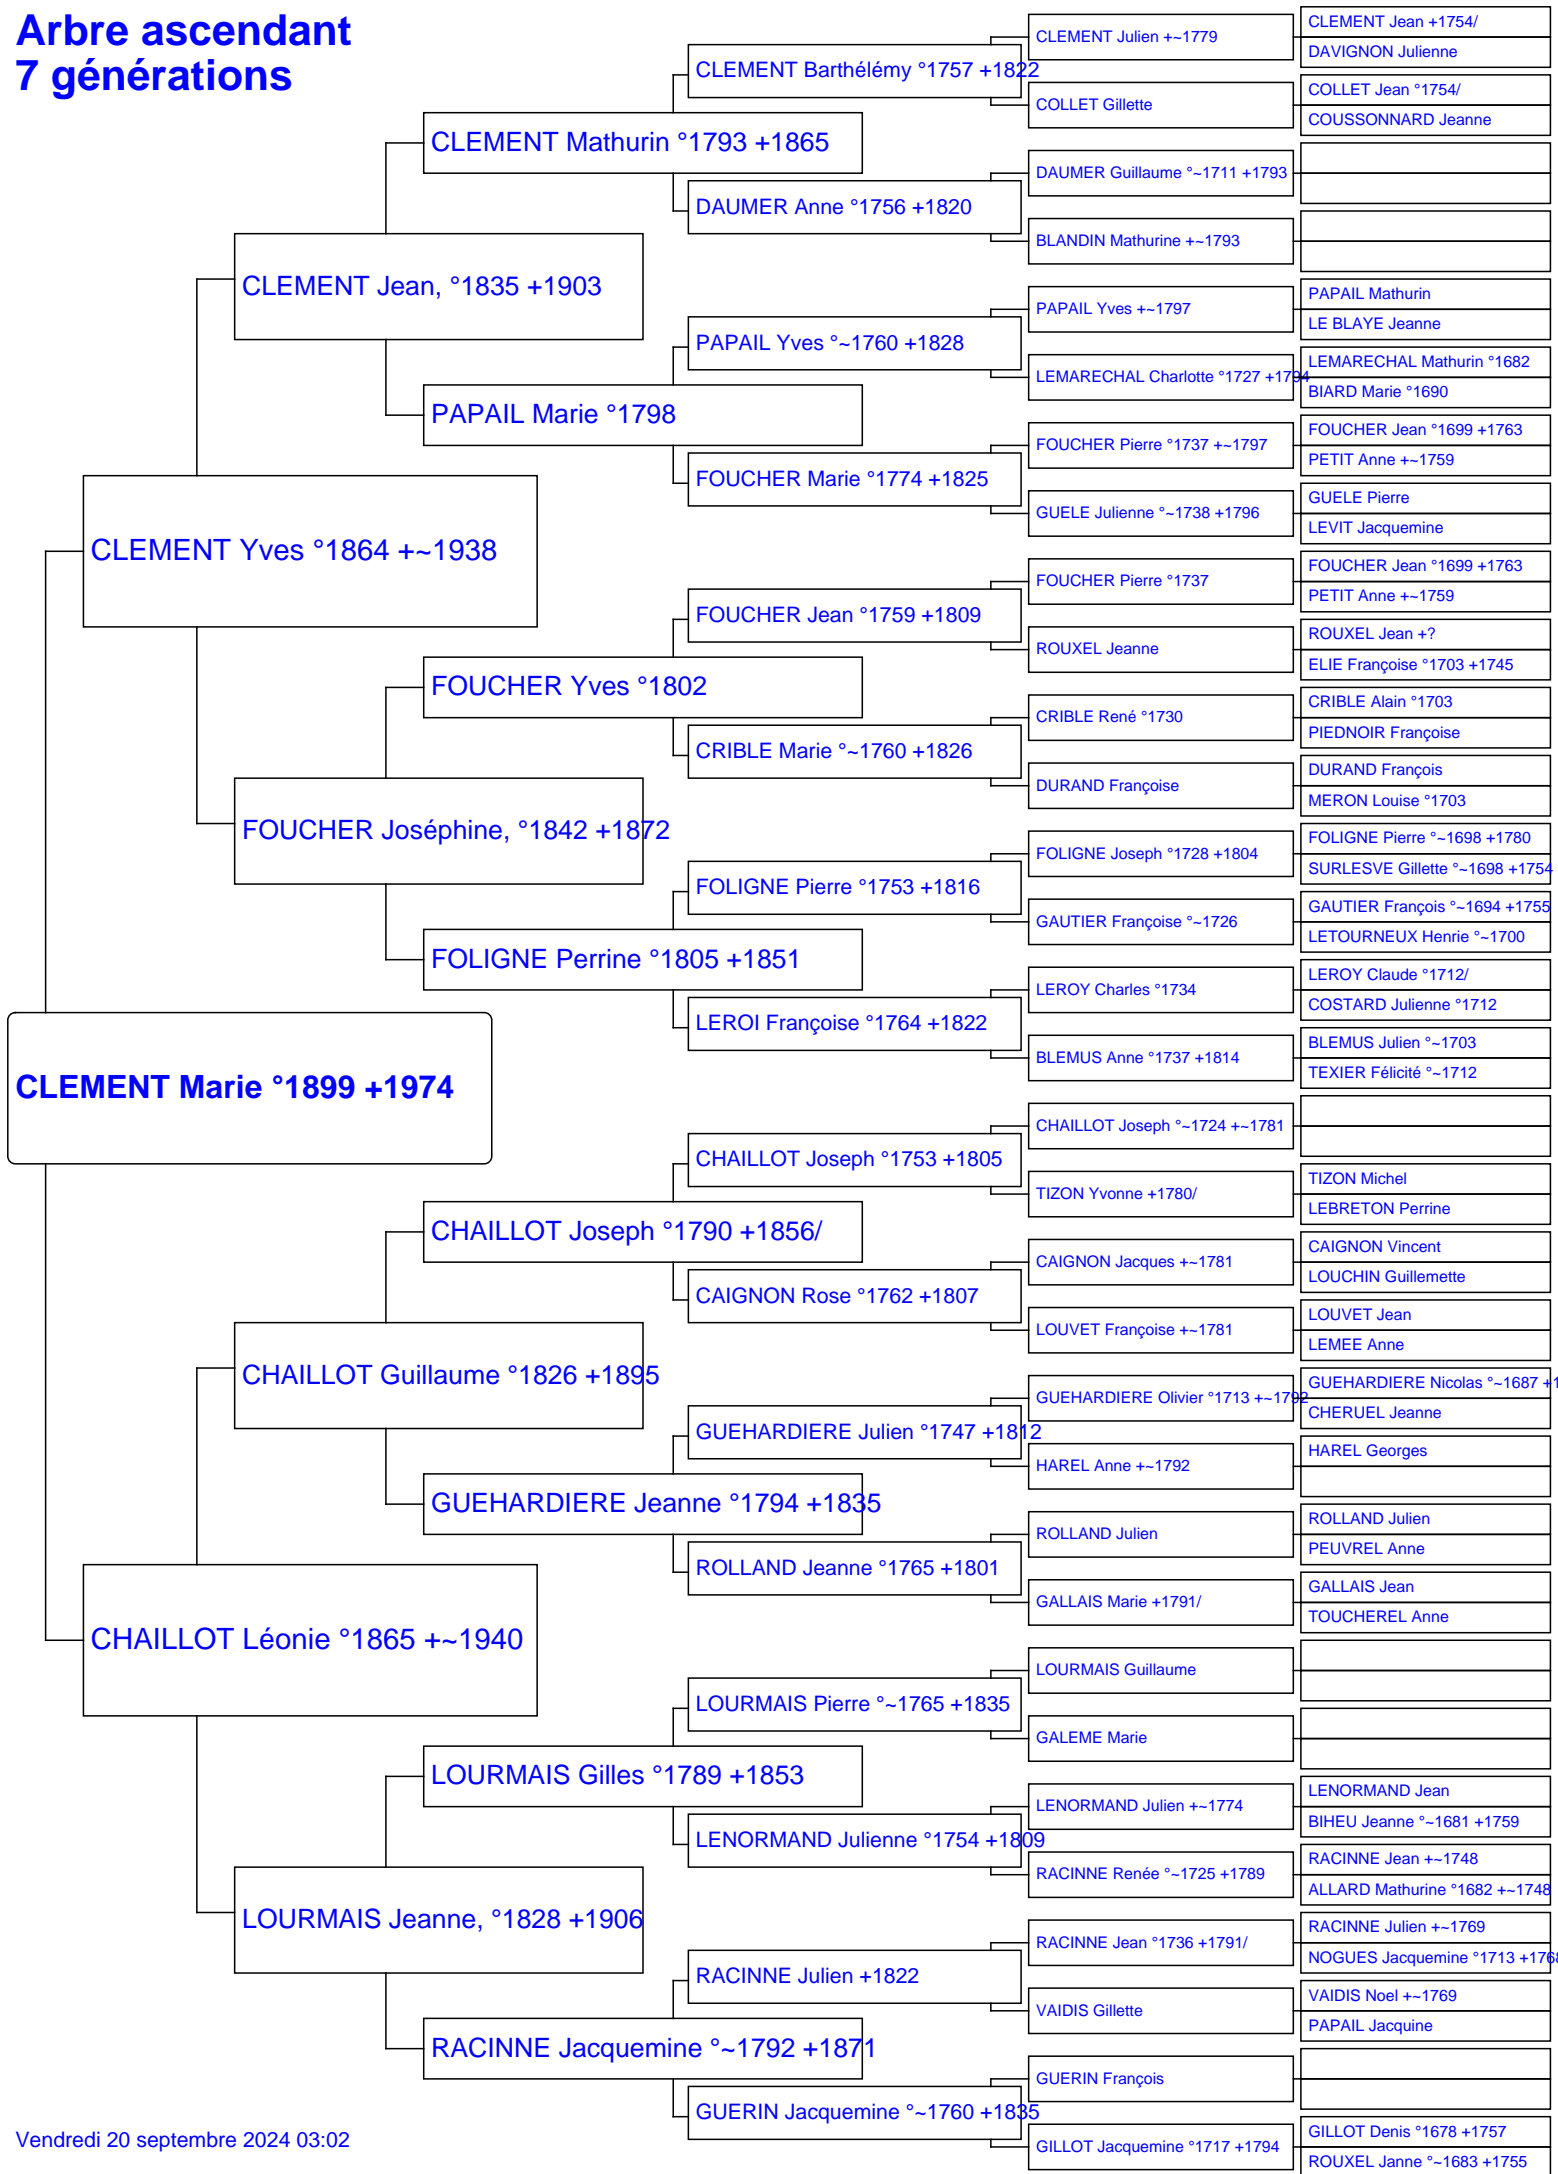 Arbre ascendant
7 générations
CLEMENT Marie °1899 +1974
CLEMENT Yves °1864 +~1938
CHAILLOT Léonie °1865 +~1940
CLEMENT Jean, °1835 +1903
FOUCHER Joséphine, °1842 +1872
CHAILLOT Guillaume °1826 +1895
LOURMAIS Jeanne, °1828 +1906
CLEMENT Mathurin °1793 +1865
PAPAIL Marie °1798
FOUCHER Yves °1802
FOLIGNE Perrine °1805 +1851
CHAILLOT Joseph °1790 +1856/
GUEHARDIERE Jeanne °1794 +1835
LOURMAIS Gilles °1789 +1853
RACINNE Jacquemine °~1792 +1871
CLEMENT Barthélémy °1757 +1822
DAUMER Anne °1756 +1820
PAPAIL Yves °~1760 +1828
FOUCHER Marie °1774 +1825
FOUCHER Jean °1759 +1809
CRIBLE Marie °~1760 +1826
FOLIGNE Pierre °1753 +1816
LEROI Françoise °1764 +1822
CHAILLOT Joseph °1753 +1805
CAIGNON Rose °1762 +1807
GUEHARDIERE Julien °1747 +1812
ROLLAND Jeanne °1765 +1801
LOURMAIS Pierre °~1765 +1835
LENORMAND Julienne °1754 +1809
RACINNE Julien +1822
GUERIN Jacquemine °~1760 +1835
CLEMENT Julien +~1779
COLLET Gillette
DAUMER Guillaume °~1711 +1793
BLANDIN Mathurine +~1793
PAPAIL Yves +~1797
LEMARECHAL Charlotte °1727 +1794
FOUCHER Pierre °1737 +~1797
GUELE Julienne °~1738 +1796
FOUCHER Pierre °1737
ROUXEL Jeanne
CRIBLE René °1730
DURAND Françoise
FOLIGNE Joseph °1728 +1804
GAUTIER Françoise °~1726
LEROY Charles °1734
BLEMUS Anne °1737 +1814
CHAILLOT Joseph °~1724 +~1781
TIZON Yvonne +1780/
CAIGNON Jacques +~1781
LOUVET Françoise +~1781
GUEHARDIERE Olivier °1713 +~1792
HAREL Anne +~1792
ROLLAND Julien
GALLAIS Marie +1791/
LOURMAIS Guillaume
GALEME Marie
LENORMAND Julien +~1774
RACINNE Renée °~1725 +1789
RACINNE Jean °1736 +1791/
VAIDIS Gillette
GUERIN François
GILLOT Jacquemine °1717 +1794
CLEMENT Jean +1754/
DAVIGNON Julienne
COLLET Jean °1754/
COUSSONNARD Jeanne
PAPAIL Mathurin
LE BLAYE Jeanne
LEMARECHAL Mathurin °1682
BIARD Marie °1690
FOUCHER Jean °1699 +1763
PETIT Anne +~1759
GUELE Pierre
LEVIT Jacquemine
FOUCHER Jean °1699 +1763
PETIT Anne +~1759
ROUXEL Jean +?
ELIE Françoise °1703 +1745
CRIBLE Alain °1703
PIEDNOIR Françoise
DURAND François
MERON Louise °1703
FOLIGNE Pierre °~1698 +1780
SURLESVE Gillette °~1698 +1754
GAUTIER François °~1694 +1755
LETOURNEUX Henrie °~1700
LEROY Claude °1712/
COSTARD Julienne °1712
BLEMUS Julien °~1703
TEXIER Félicité °~1712
TIZON Michel
LEBRETON Perrine
CAIGNON Vincent
LOUCHIN Guillemette
LOUVET Jean
LEMEE Anne
GUEHARDIERE Nicolas °~1687 +1
CHERUEL Jeanne
HAREL Georges
ROLLAND Julien
PEUVREL Anne
GALLAIS Jean
TOUCHEREL Anne
LENORMAND Jean
BIHEU Jeanne °~1681 +1759
RACINNE Jean +~1748
ALLARD Mathurine °1682 +~1748
RACINNE Julien +~1769
NOGUES Jacquemine °1713 +1768
VAIDIS Noel +~1769
PAPAIL Jacquine
GILLOT Denis °1678 +1757
ROUXEL Janne °~1683 +1755
Vendredi 20 septembre 2024 03:02